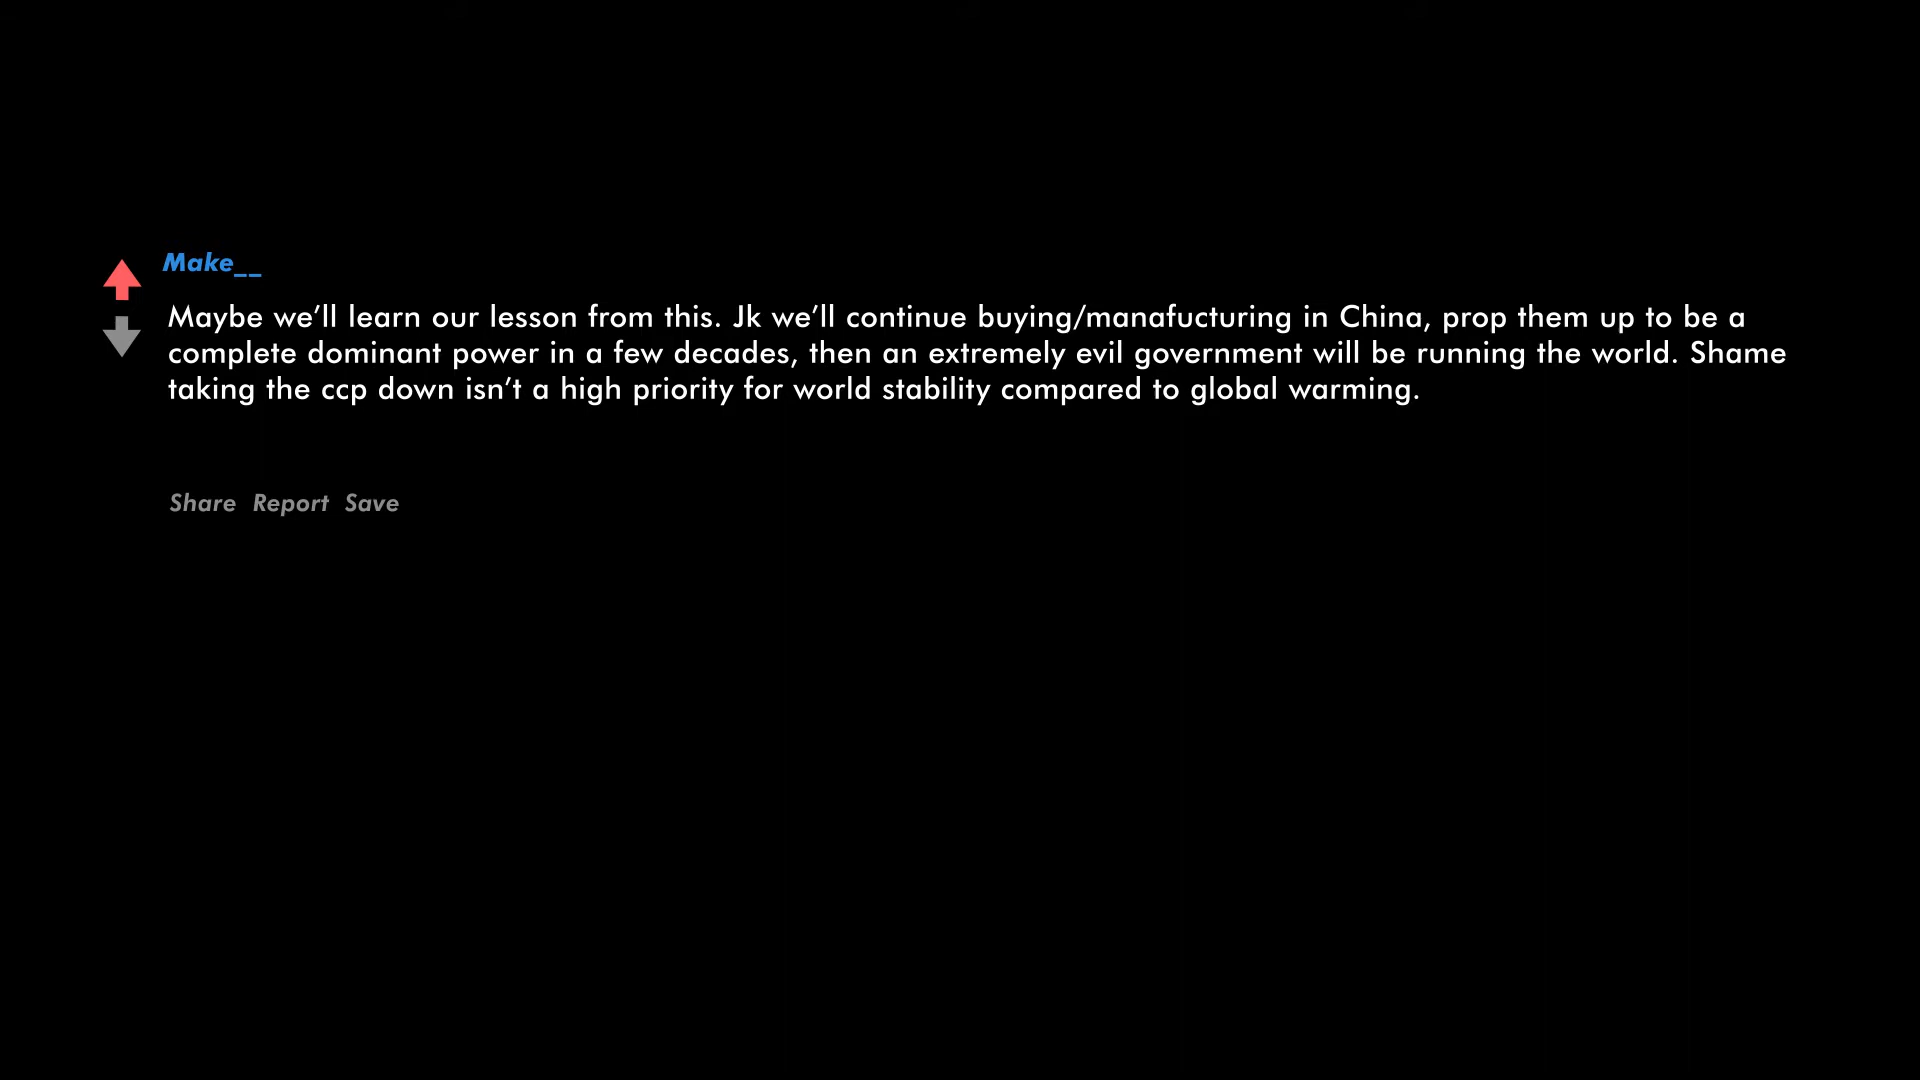 Make__
Maybe we’ll learn our lesson from this. Jk we’ll continue buying/manafucturing in China, prop them up to be a
complete dominant power in a few decades, then an extremely evil government will be running the world. Shame
taking the ccp down isn’t a high priority for world stability compared to global warming.
Share Report Save